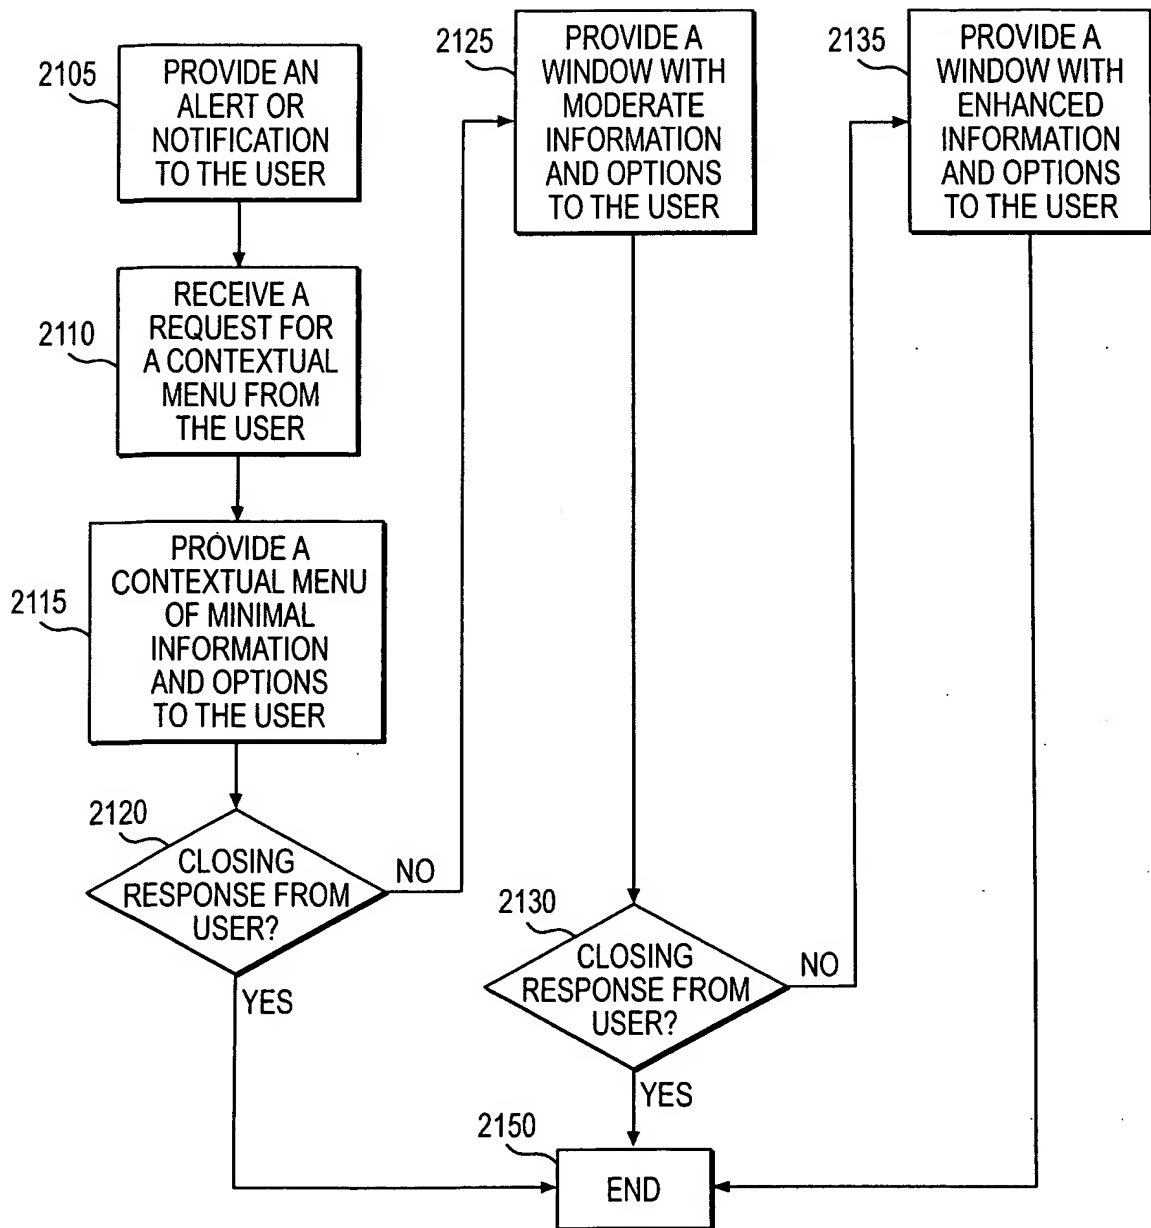 2105
PROVIDE AN
ALERT OR
NOTIFICATION
TO THE USER
2110
RECEIVE A
REQUEST FOR
A CONTEXTUAL
MENU FROM
THE USER
2115
PROVIDE A
CONTEXTUAL MENU
OF MINIMAL
INFORMATION
AND OPTIONS
TO THE USER
2120
CLOSING
RESPONSE FROM
USER?
NO
YES
2125
PROVIDE A
WINDOW WITH
MODERATE
INFORMATION
AND OPTIONS
TO THE USER
2130
CLOSING
RESPONSE FROM
USER?
NO
YES
2135
PROVIDE A
WINDOW WITH
ENHANCED
INFORMATION
AND OPTIONS
TO THE USER
2150
END